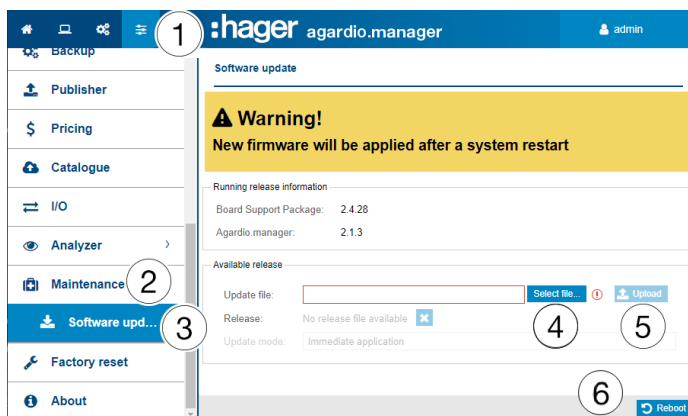 1
:hager agardio.manager
admin
Backup
Publisher
Pricing
Catalogue
I/O
Analyzer
Maintenance
2
Software upd...
3
Factory reset
About
Software update
Warning!
New firmware will be applied after a system restart
Running release information
Board Support Package: 2.4.28
Agardio.manager: 2.1.3
Available release
Update file: Select file... Upload
Release: No release file available
4
5
Update mode: Immediate application
6
Reboot